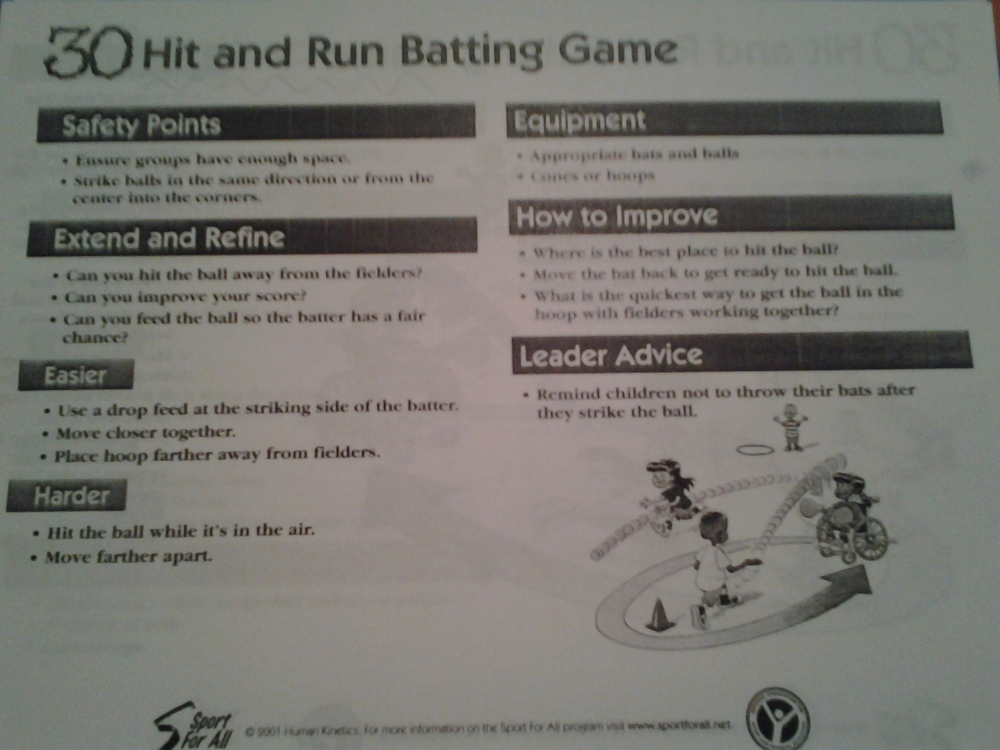 30 Hit and Run Batting Game
Safety Points
• Ensure groups have enough space.
• Strike balls in the same direction or from the
center into the corners.
Extend and Refine
• Can you hit the ball away from the fielders?
• Can you improve your score?
• Can you feed the ball so the batter has a fair
chance?
Easier
• Use a drop feed at the striking side of the batter.
• Move closer together.
• Place hoop farther away from fielders.
Harder
• Hit the ball while it's in the air.
• Move farther apart.
Equipment
• Appropriate bats and balls
• Cones or hoops
How to Improve
• Where is the best place to hit the ball?
• Move the bat back to get ready to hit the ball.
• What is the quickest way to get the ball in the
hoop with fielders working together?
Leader Advice
• Remind children not to throw their bats after
they strike the ball.
Sport
For All
© 2001 Human Kinetics. For more information on the Sport For All program visit www.sportforall.net.